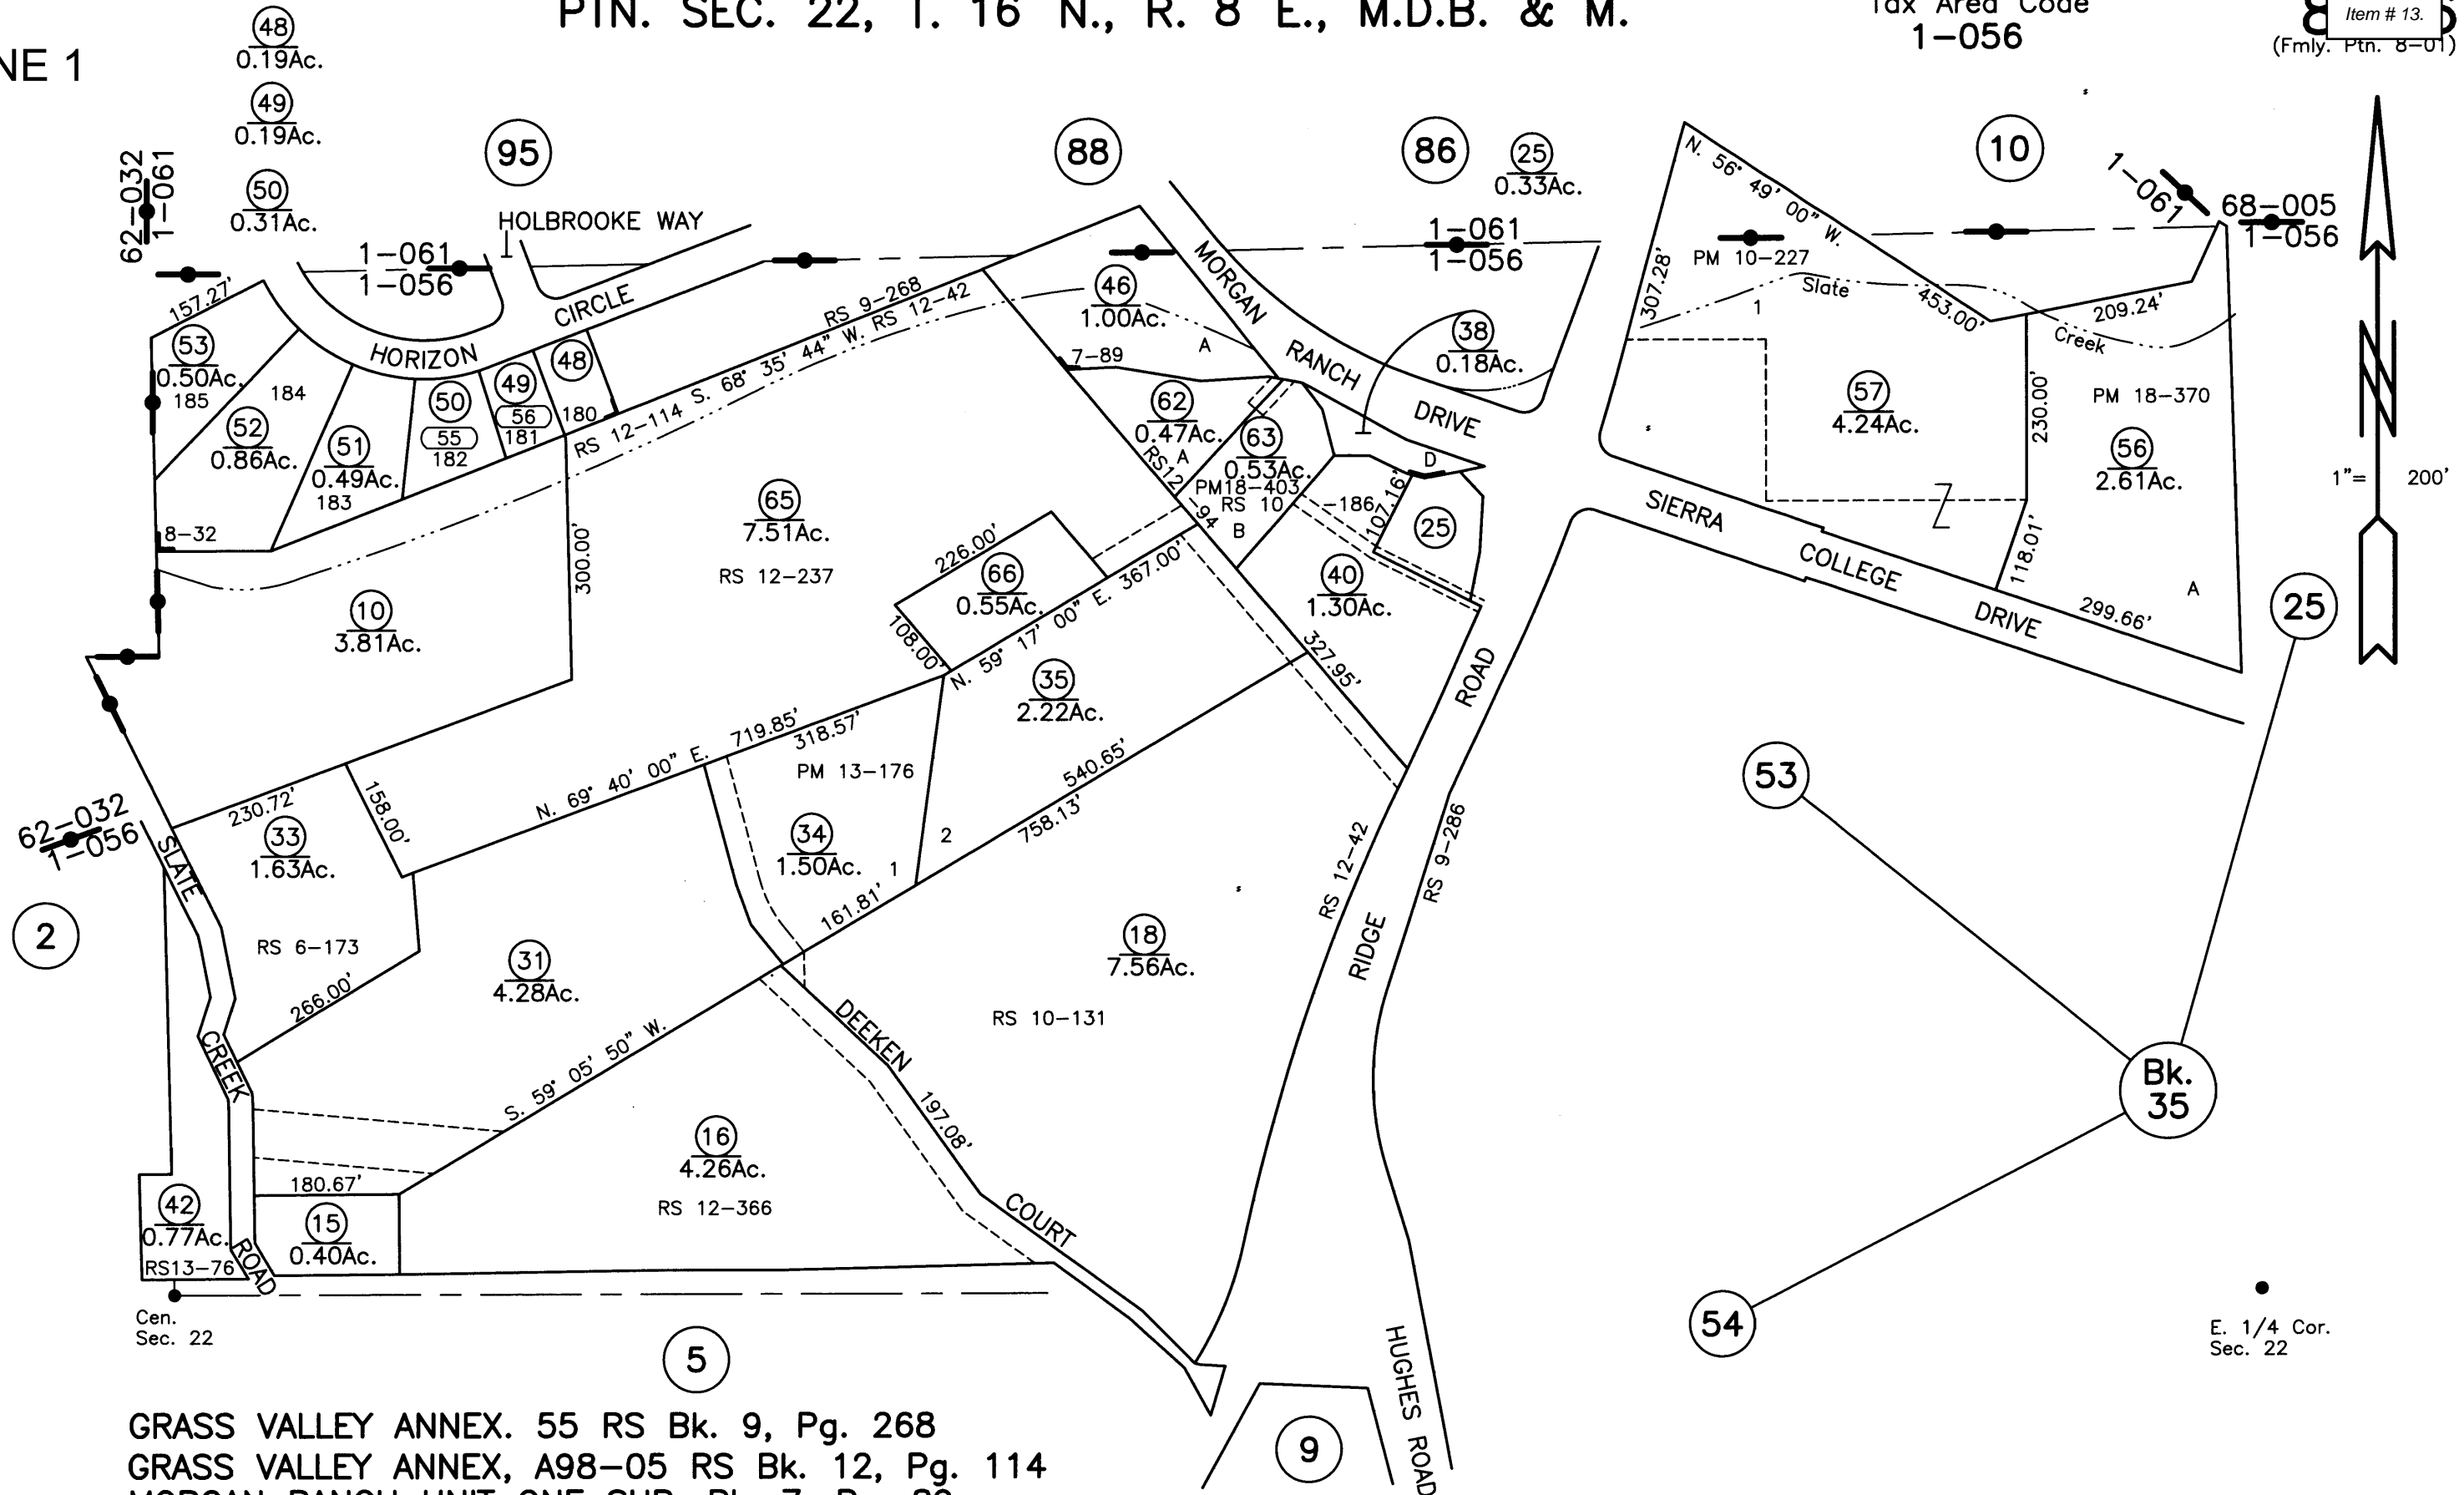 PTN. SEC. 22, T. 16 N., R. 8 E., M.D.B. & M.
Tax Area Code
1-056
Item # 13.
(Fmly. Ptn. 8-01)
NE 1
48
0.19Ac.
49
0.19Ac.
50
0.31Ac.
62-032
1-061
95
88
86
25
0.33Ac.
10
HOLBROOKE WAY
1-061
1-056
1-061
1-056
1-061
68-005
1-056
N. 56° 49' 00" W.
453.00'
PM 10-227
307.28'
Slate
Creek
1
209.24'
157.27'
53
0.50Ac.
185
184
52
0.86Ac.
51
0.49Ac.
183
50
55
182
49
56
181
48
180
HORIZON
CIRCLE
RS 9-268
RS 12-42
S. 68° 35' 44" W.
RS 12-114
46
1.00Ac.
A
7-89
MORGAN
RANCH
DRIVE
38
0.18Ac.
62
0.47Ac.
A
63
0.53Ac.
PM18-403
RS 10
-186
RS12
-94
B
D
107.16'
25
40
1.30Ac.
57
4.24Ac.
230.00'
PM 18-370
56
2.61Ac.
A
118.01'
299.66'
1"= 200'
SIERRA
COLLEGE
DRIVE
25
8-32
65
7.51Ac.
RS 12-237
300.00'
10
3.81Ac.
226.00'
66
0.55Ac.
108.00'
N. 59° 17' 00" E.
367.00'
327.95'
35
2.22Ac.
719.85'
318.57'
N. 69° 40' 00" E.
PM 13-176
34
1.50Ac.
1
2
540.65'
758.13'
161.81'
230.72'
158.00'
33
1.63Ac.
RS 6-173
266.00'
62-032
1-056
2
SLATE
CREEK
ROAD
31
4.28Ac.
18
7.56Ac.
RS 10-131
RS 12-42
RS 9-286
RIDGE
ROAD
53
Bk.
35
54
DEEKEN
COURT
197.08'
S. 59° 05' 50" W.
16
4.26Ac.
RS 12-366
180.67'
15
0.40Ac.
42
0.77Ac.
RS13-76
Cen.
Sec. 22
5
9
HUGHES ROAD
E. 1/4 Cor.
Sec. 22
GRASS VALLEY ANNEX. 55 RS Bk. 9, Pg. 268
GRASS VALLEY ANNEX, A98-05 RS Bk. 12, Pg. 114
MORGAN RANCH UNIT ONE SUB. Bk. 7, Pg. 89